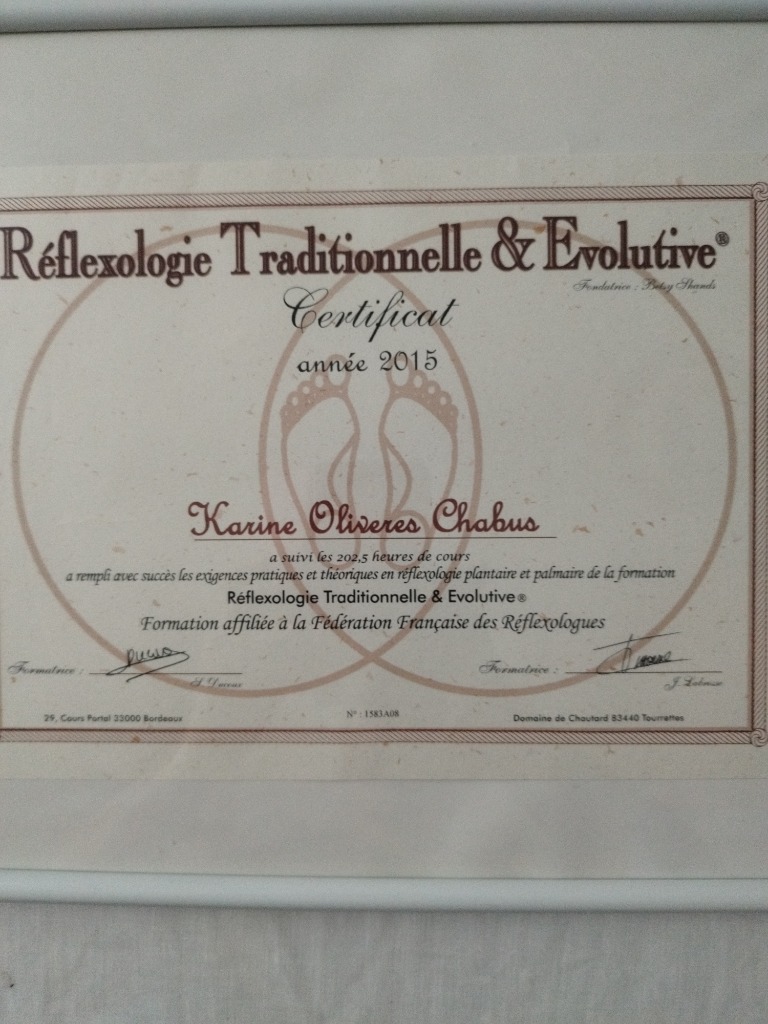 Réflexologie Traditionnelle & Evolutive®
Fondatrice : Betsy Shands
Certificat
année 2015
Karine Oliveres Chabus
a suivi les 202,5 heures de cours
a rempli avec succès les exigences pratiques et théoriques en réflexologie plantaire et palmaire de la formation
Réflexologie Traditionnelle & Evolutive®
Formation affiliée à la Fédération Française des Réflexologues
Formatrice : Formatrice :
29, Cours Portal 33000 Bordeaux N° : 1583A08 Domaine de Chautard 83440 Tourrettes